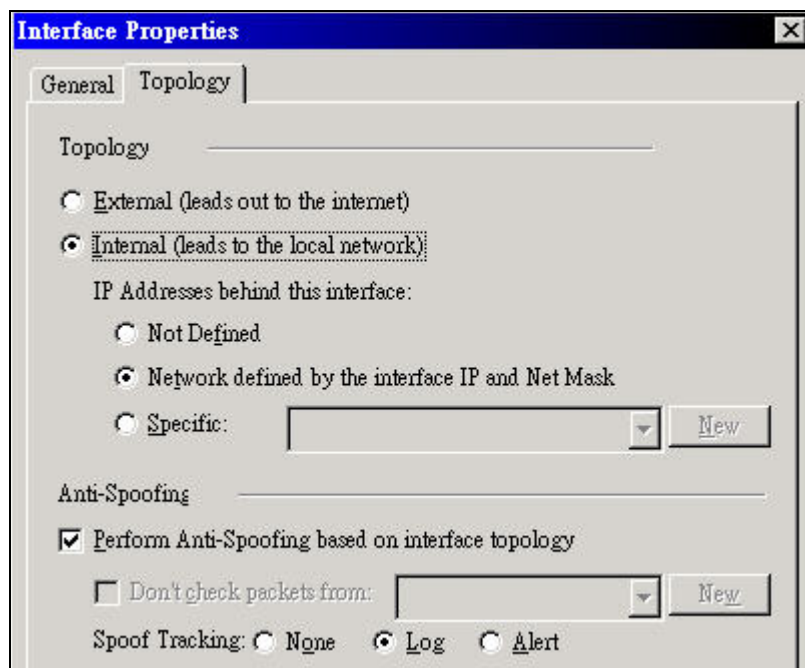 Interface Properties
General Topology
Topology
External (leads out to the internet)
Internal (leads to the local network)
IP Addresses behind this interface:
Not Defined
Network defined by the interface IP and Net Mask
Specific: New
Anti-Spoofing
Perform Anti-Spoofing based on interface topology
Don't check packets from: New
Spoof Tracking: None Log Alert